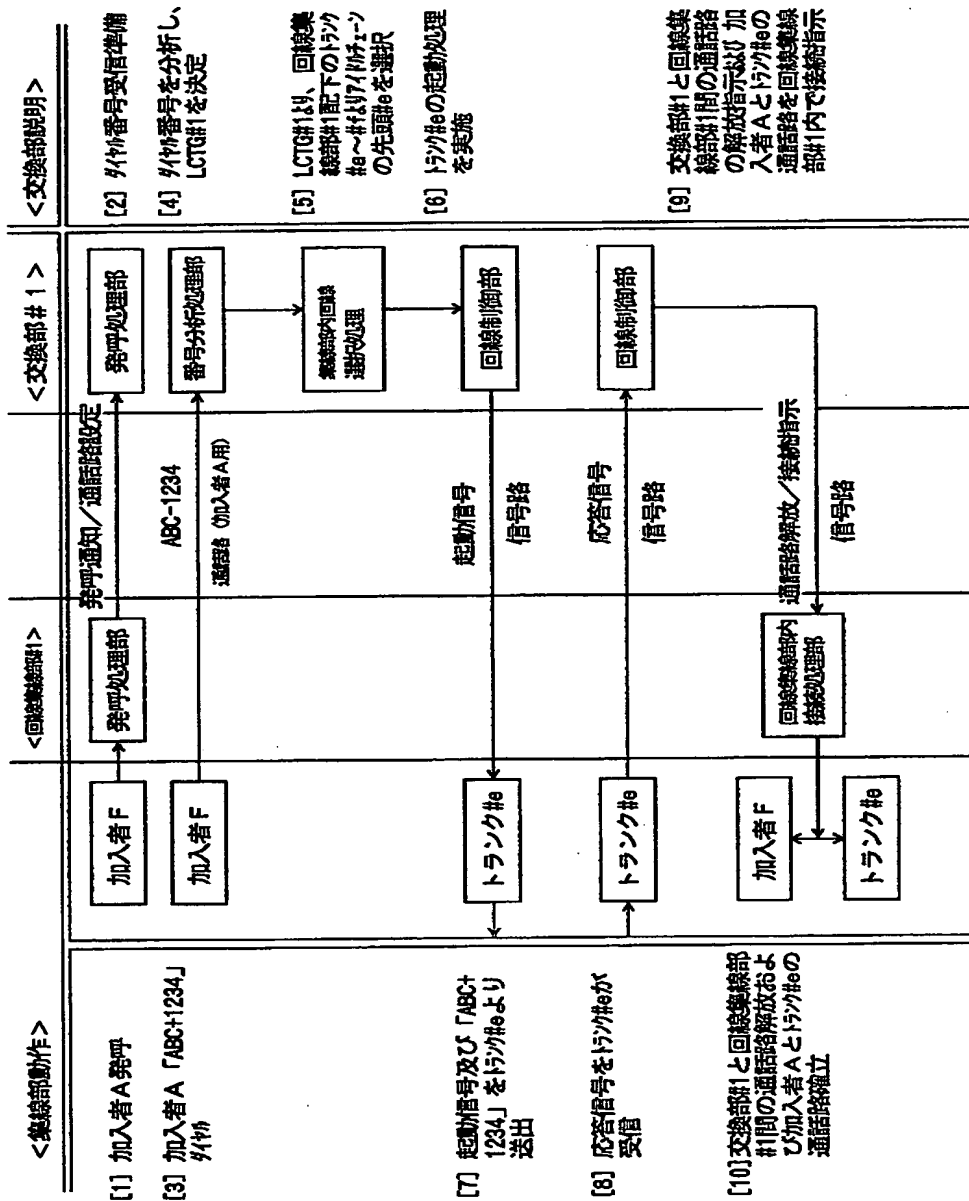 <集線部動作>
<回線集線部#1>
<交換部#1>
<交換部説明>
[1] 加入者A発呼
加入者F
発呼処理部
発呼通知/通話路設定
発呼処理部
[2] ダイヤル番号受信準備
[3] 加入者A「ABC+1234」
ダイヤル
加入者F
ABC-1234
通話路(加入者A用)
番号分析処理部
[4] ダイヤル番号を分析し、
LCTG#1を決定
集線部内回線
選択処理
[5] LCTG#1より、回線集
線部#1配下のトランク
#e~#fよりアイドルチェーン
の先頭#eを選択
[6] トランク#eの起動処理
を実施
回線制御部
起動信号
信号路
トランク#e
[7] 起動信号及び「ABC+
1234」をトランク#eより
送出
[8] 応答信号をトランク#eが
受信
トランク#e
応答信号
信号路
回線制御部
[9] 交換部#1と回線集
線部#1間の通話路
の解放指示および加
入者AとトランクI#eの
通話路を回線集線
部#1内で接続指示
通話路解放/接続指示
信号路
回線集線部内
接続処理部
加入者F
トランク#e
[10]交換部#1と回線集線部
#1間の通話路解放およ
び加入者Aとトランク#eの
通話路確立